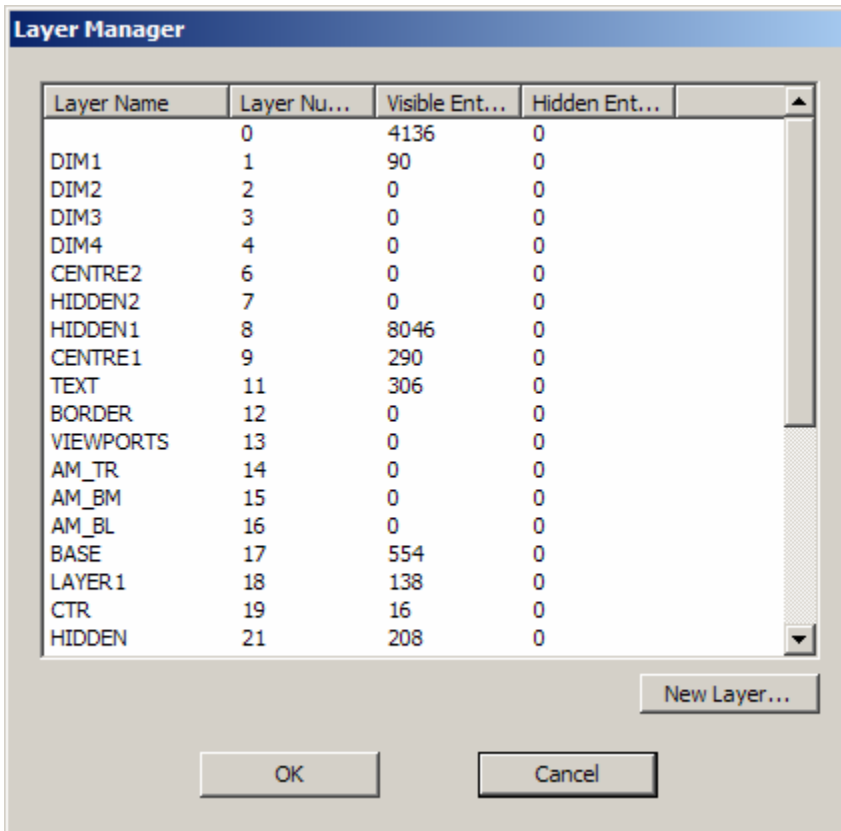 Layer Manager
Layer Name Layer Nu... Visible Ent... Hidden Ent...
0 4136 0
DIM1 1 90 0
DIM2 2 0 0
DIM3 3 0 0
DIM4 4 0 0
CENTRE2 6 0 0
HIDDEN2 7 0 0
HIDDEN1 8 8046 0
CENTRE1 9 290 0
TEXT 11 306 0
BORDER 12 0 0
VIEWPORTS 13 0 0
AM_TR 14 0 0
AM_BM 15 0 0
AM_BL 16 0 0
BASE 17 554 0
LAYER1 18 138 0
CTR 19 16 0
HIDDEN 21 208 0
New Layer...
OK Cancel